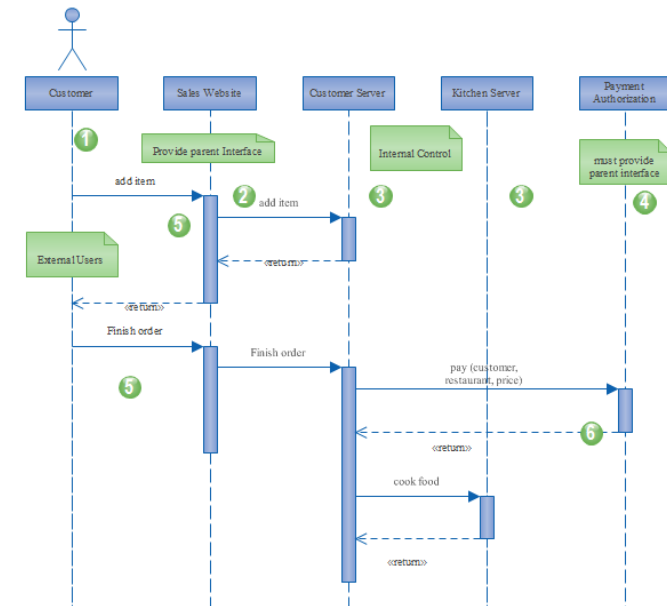 Customer
Sales Website
Customer Server
Kitchen Server
Payment
Authorization
1
Provide parent Interface
Internal Control
must provide
parent interface
add item
2
add item
3
3
4
5
External Users
«return»
«return»
Finish order
Finish order
pay (customer,
restaurant, price)
5
6
«return»
cook food
«return»